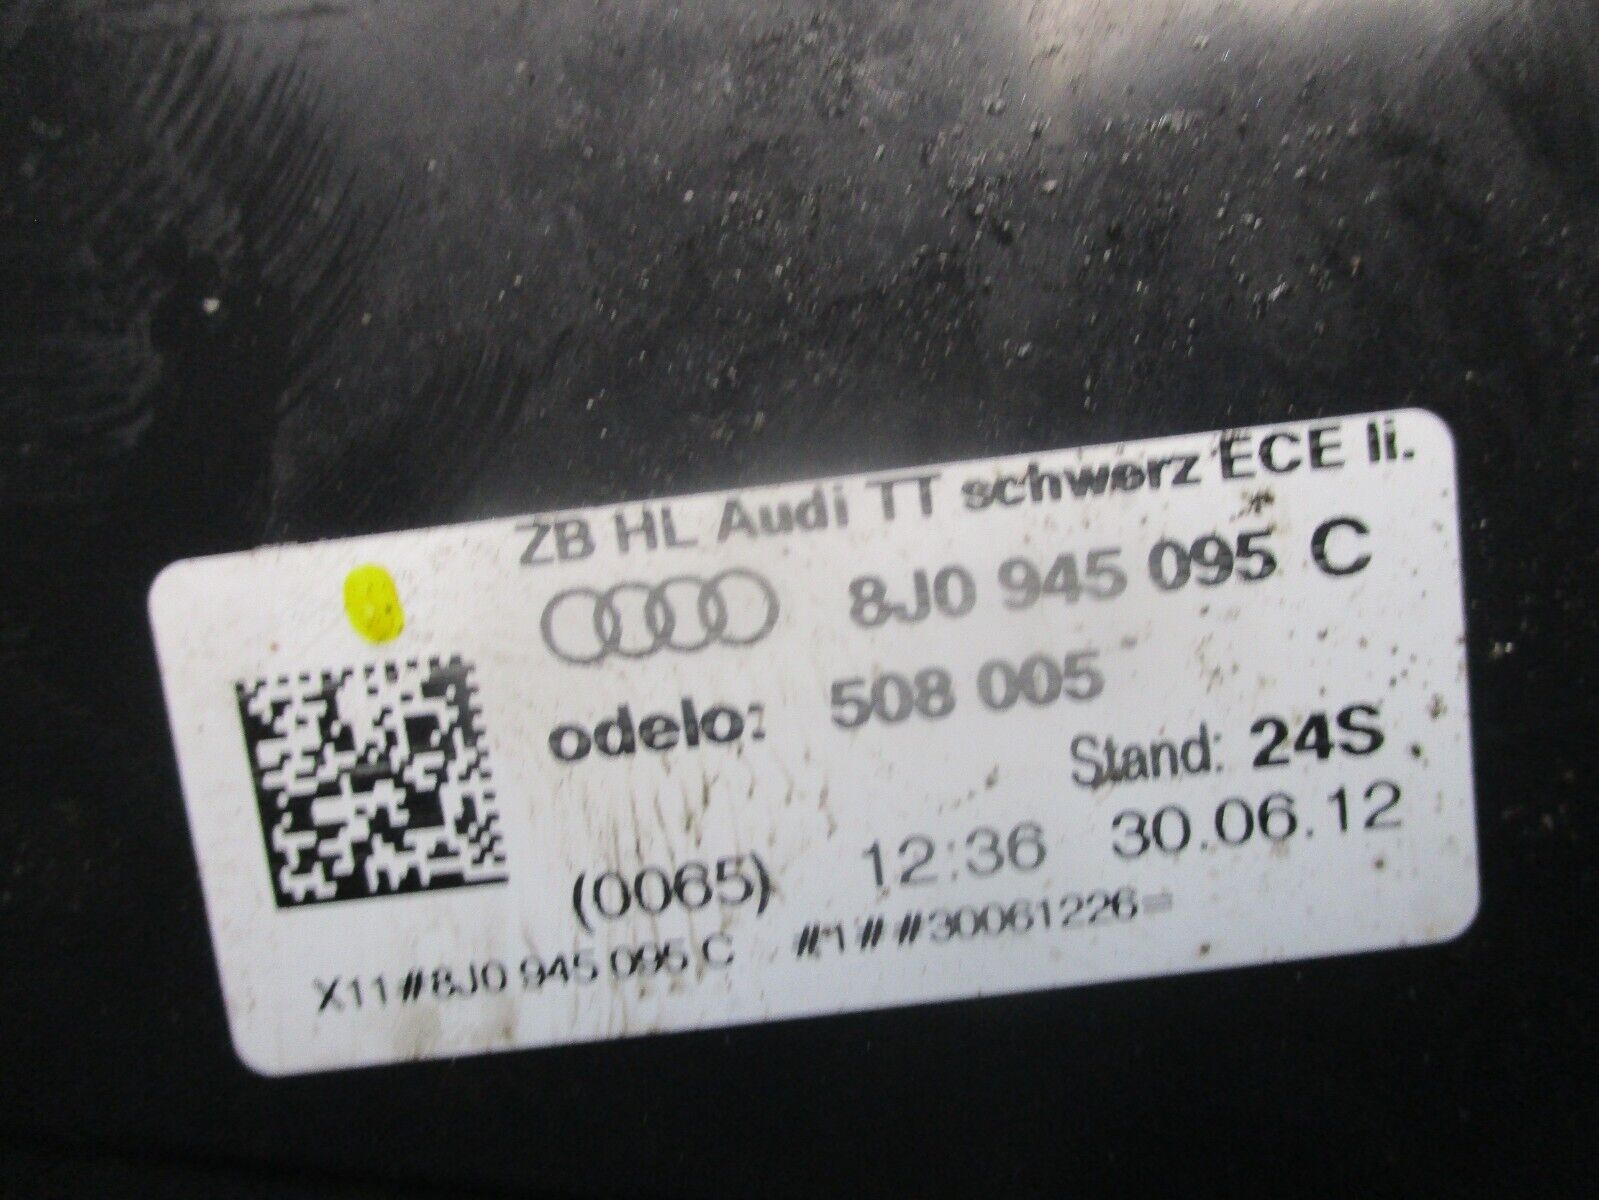 ZB HL Audi TT schwarz ECE li.
8J0 945 095 C
odelo: 508 005
Stand: 24S
(0065) 12:36 30.06.12
X11#8J0 945 095 C #1##30061226=